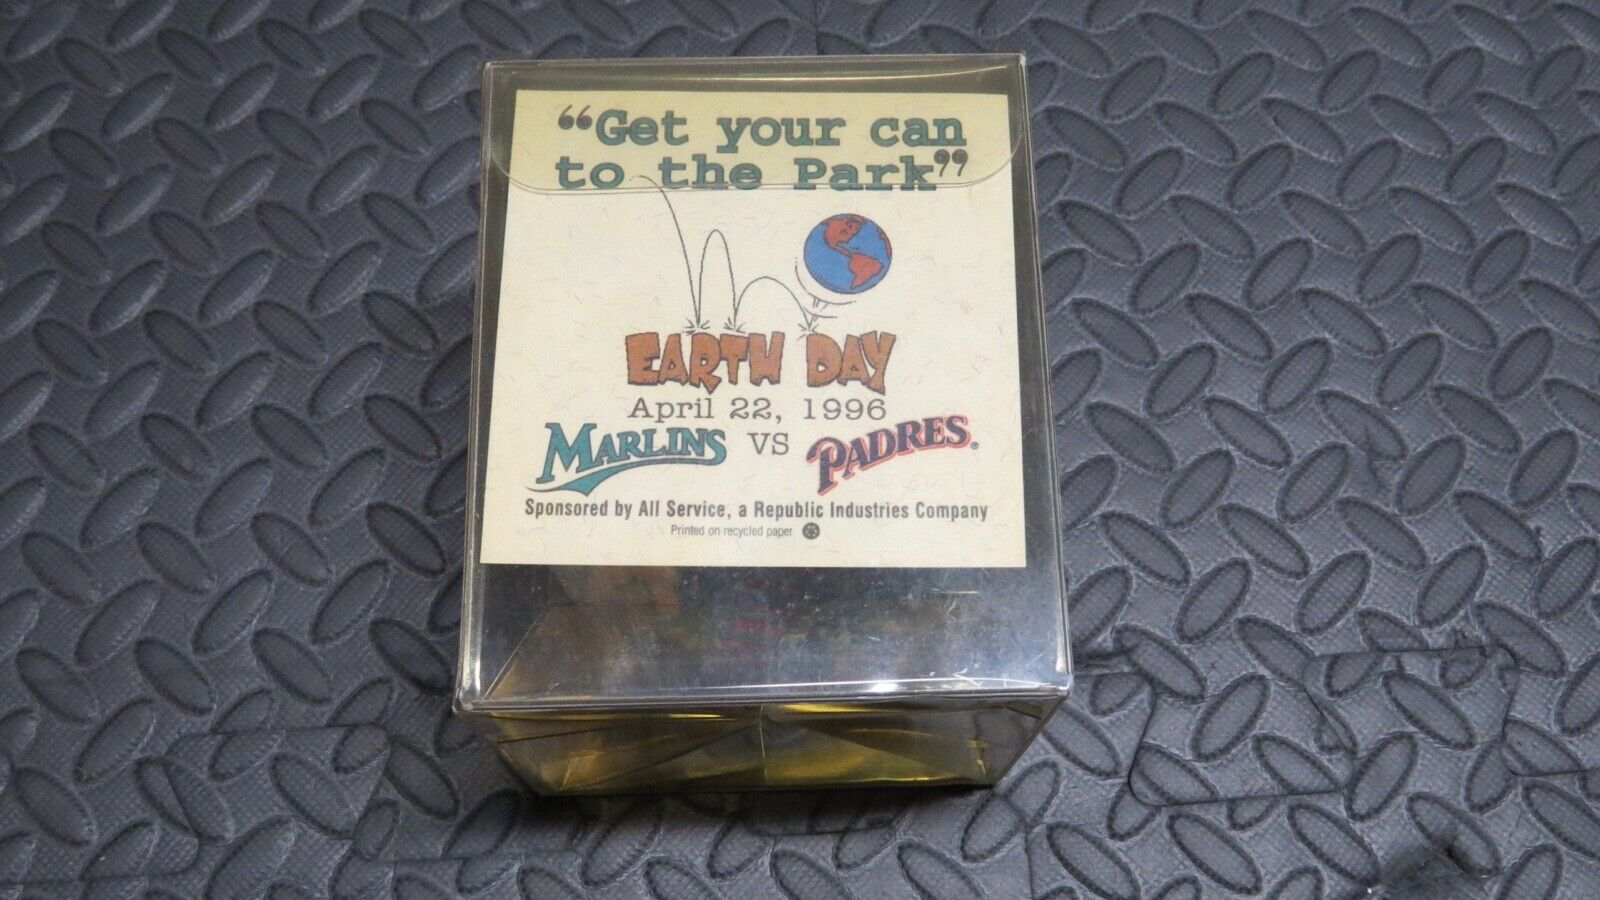 “Get your can
to the Park”
EARTH DAY
April 22, 1996
MARLINS VS PADRES®
Sponsored by All Service, a Republic Industries Company
Printed on recycled paper